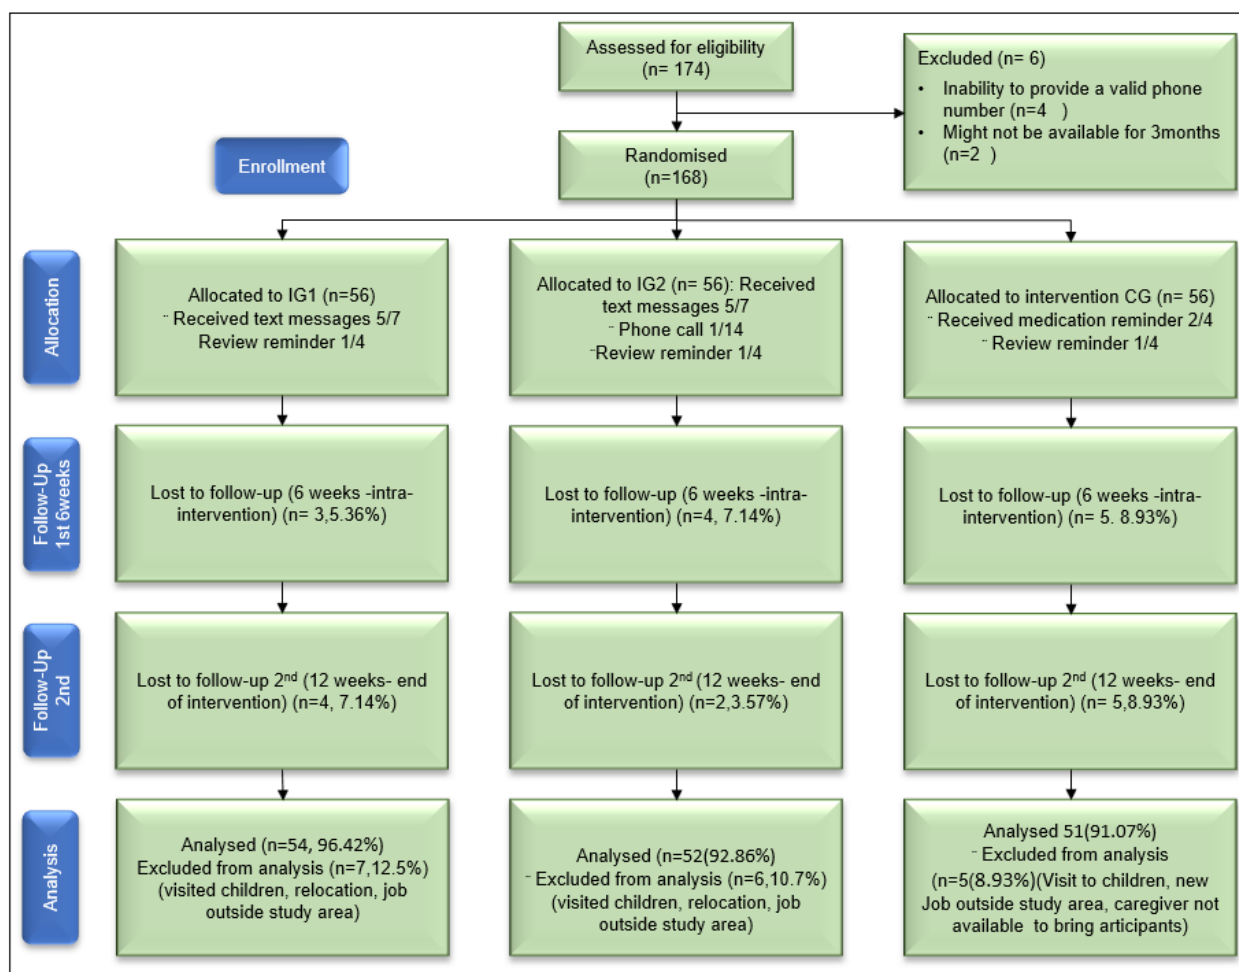 Assessed for eligibility
(n= 174)
Excluded (n= 6)
• Inability to provide a valid phone
number (n=4 )
• Might not be available for 3months
(n=2 )
Enrollment
Randomised
(n=168)
Allocation
Allocated to IG1 (n=56)
¨ Received text messages 5/7
Review reminder 1/4
Allocated to IG2 (n= 56): Received
text messages 5/7
¨ Phone call 1/14
¨Review reminder 1/4
Allocated to intervention CG (n= 56)
¨ Received medication reminder 2/4
¨ Review reminder 1/4
Follow-Up
1st 6weeks
Lost to follow-up (6 weeks -intra-
intervention) (n= 3,5.36%)
Lost to follow-up (6 weeks -intra-
intervention) (n=4, 7.14%)
Lost to follow-up (6 weeks -intra-
intervention) (n= 5. 8.93%)
Follow-Up
2nd
Lost to follow-up 2nd (12 weeks- end
of intervention) (n=4, 7.14%)
Lost to follow-up 2nd (12 weeks- end
of intervention) (n=2,3.57%)
Lost to follow-up 2nd (12 weeks- end
of intervention) (n= 5,8.93%)
Analysis
Analysed (n=54, 96.42%)
Excluded from analysis (n=7,12.5%)
(visited children, relocation, job
outside study area)
Analysed (n=52(92.86%)
¨ Excluded from analysis (n=6,10.7%)
(visited children, relocation, job
outside study area)
Analysed 51(91.07%)
¨ Excluded from analysis
(n=5(8.93%)(Visit to children, new
Job outside study area, caregiver not
available to bring articipants)